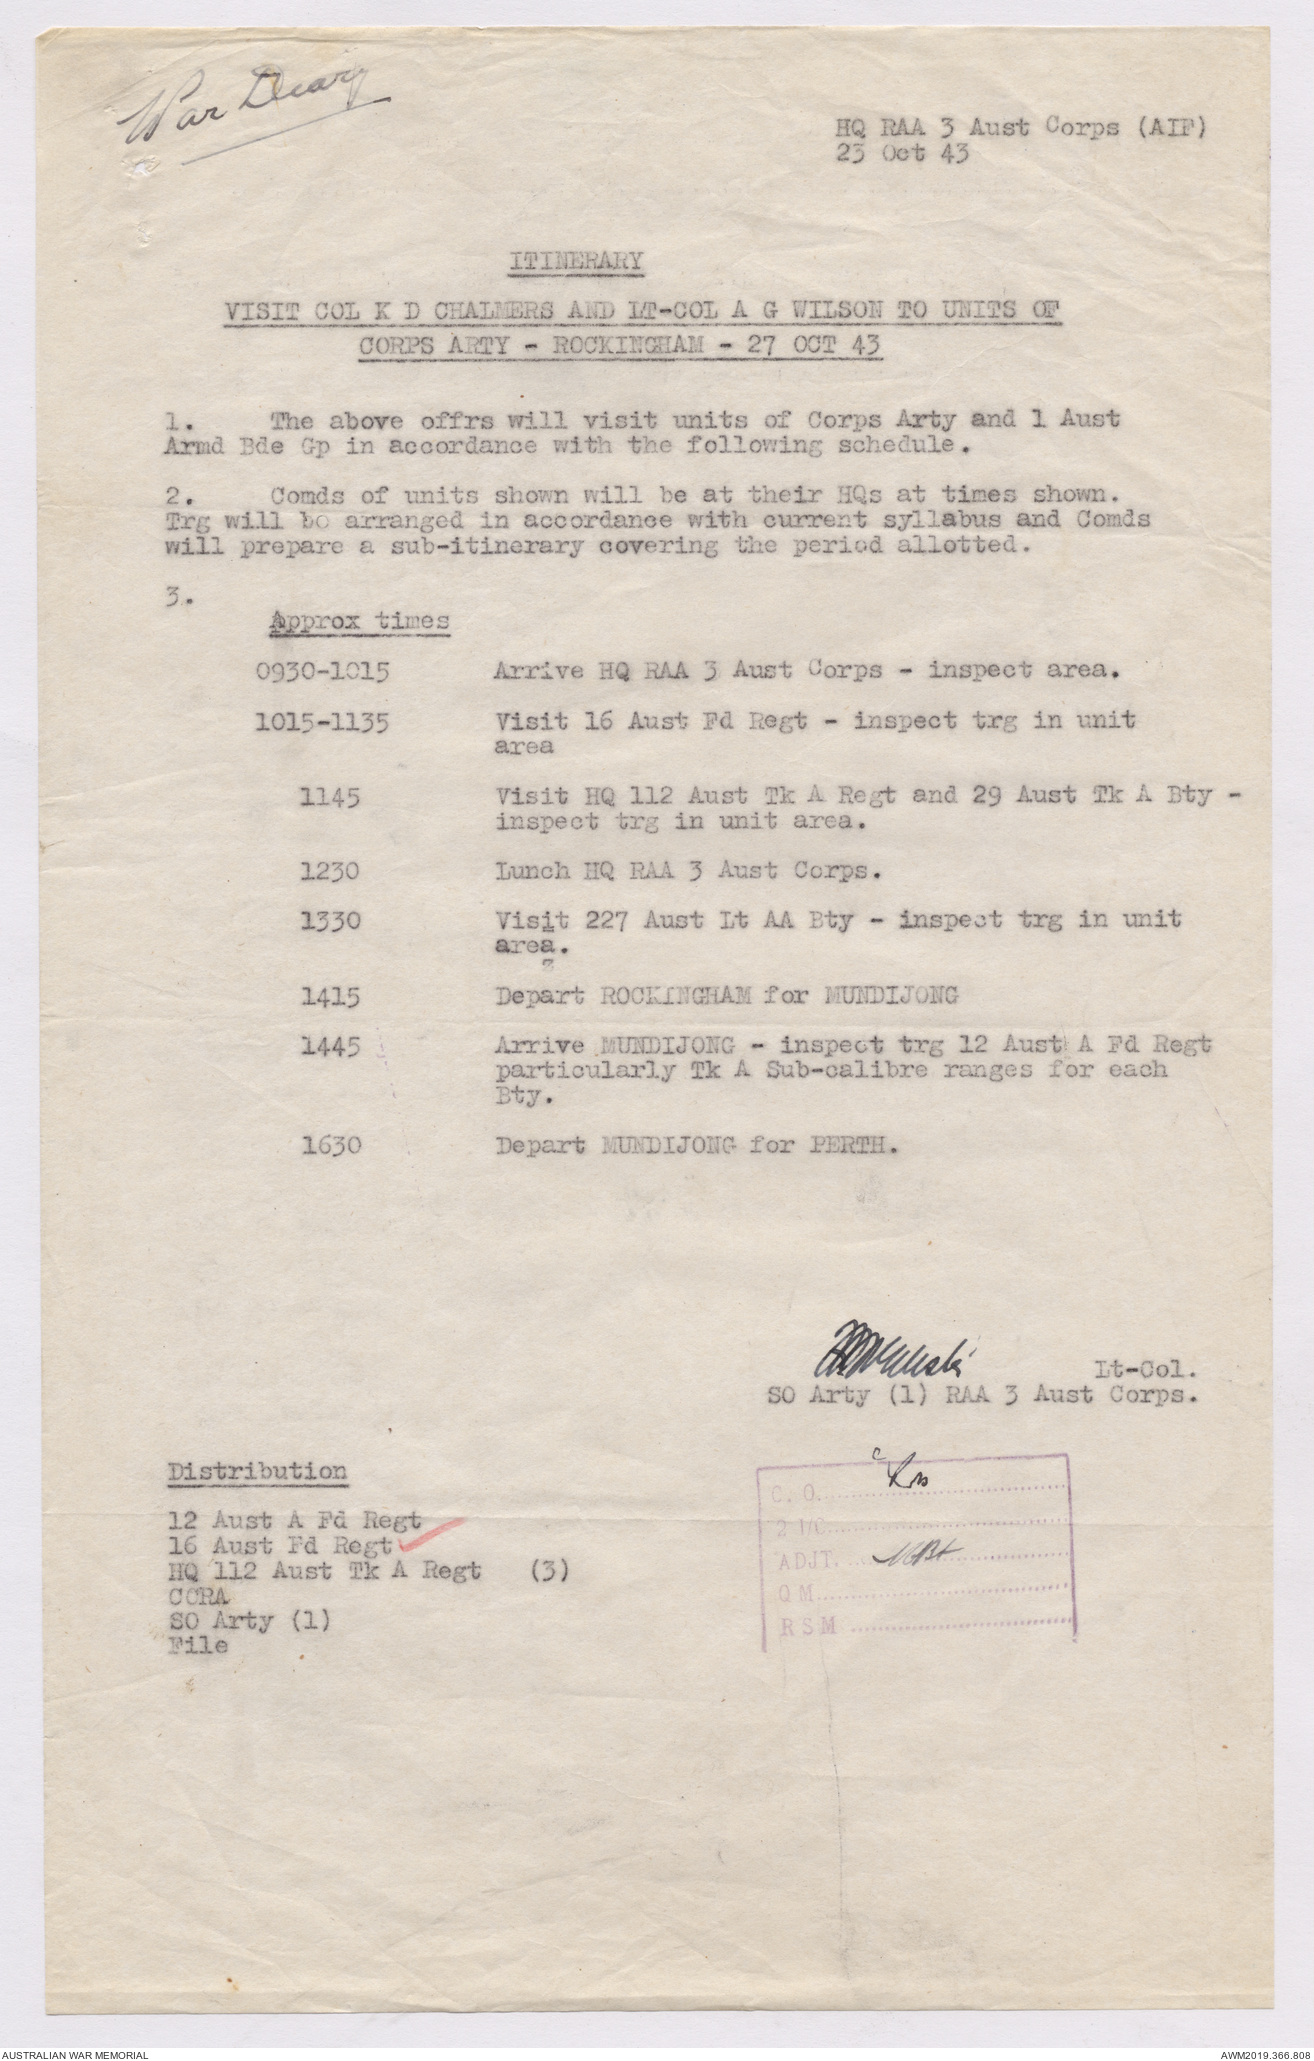 War Diary
HQ RAA 3 Aust Corps (AIF)
23 Oct 43
ITINERARY
VISIT COL K D CHALMERS AND LT-COL A G WILSON TO UNITS OF
CORPS ARTY - ROCKINGHAM - 27 OCT 43
1. The above offrs will visit units of Corps Arty and 1 Aust
Armd Bde Gp in accordance with the following schedule.
2. Comds of units shown will be at their HQs at times shown.
Trg will be arranged in accordance with current syllabus and Comds
will prepare a sub-itinerary covering the period allotted.
3.
Approx times
0930-1015 Arrive HQ RAA 3 Aust Corps - inspect area.
1015-1135 Visit 16 Aust Fd Regt - inspect trg in unit
area
1145 Visit HQ 112 Aust Tk A Regt and 29 Aust Tk A Bty -
inspect trg in unit area.
1230 Lunch HQ RAA 3 Aust Corps.
1330 Visit 227 Aust Lt AA Bty - inspect trg in unit
area.
1415 Depart ROCKINGHAM for MUNDIJONG
1445 Arrive MUNDIJONG - inspect trg 12 Aust A Fd Regt
particularly Tk A Sub-calibre ranges for each
Bty.
1630 Depart MUNDIJONG for PERTH.
Lt-Col.
SO Arty (1) RAA 3 Aust Corps.
Distribution
12 Aust A Fd Regt
16 Aust Fd Regt
HQ 112 Aust Tk A Regt (3)
CCRA
SO Arty (1)
File
C. O.
2 I/C
ADJT.
Q M
R S M
AUSTRALIAN WAR MEMORIAL
AWM2019.366.808